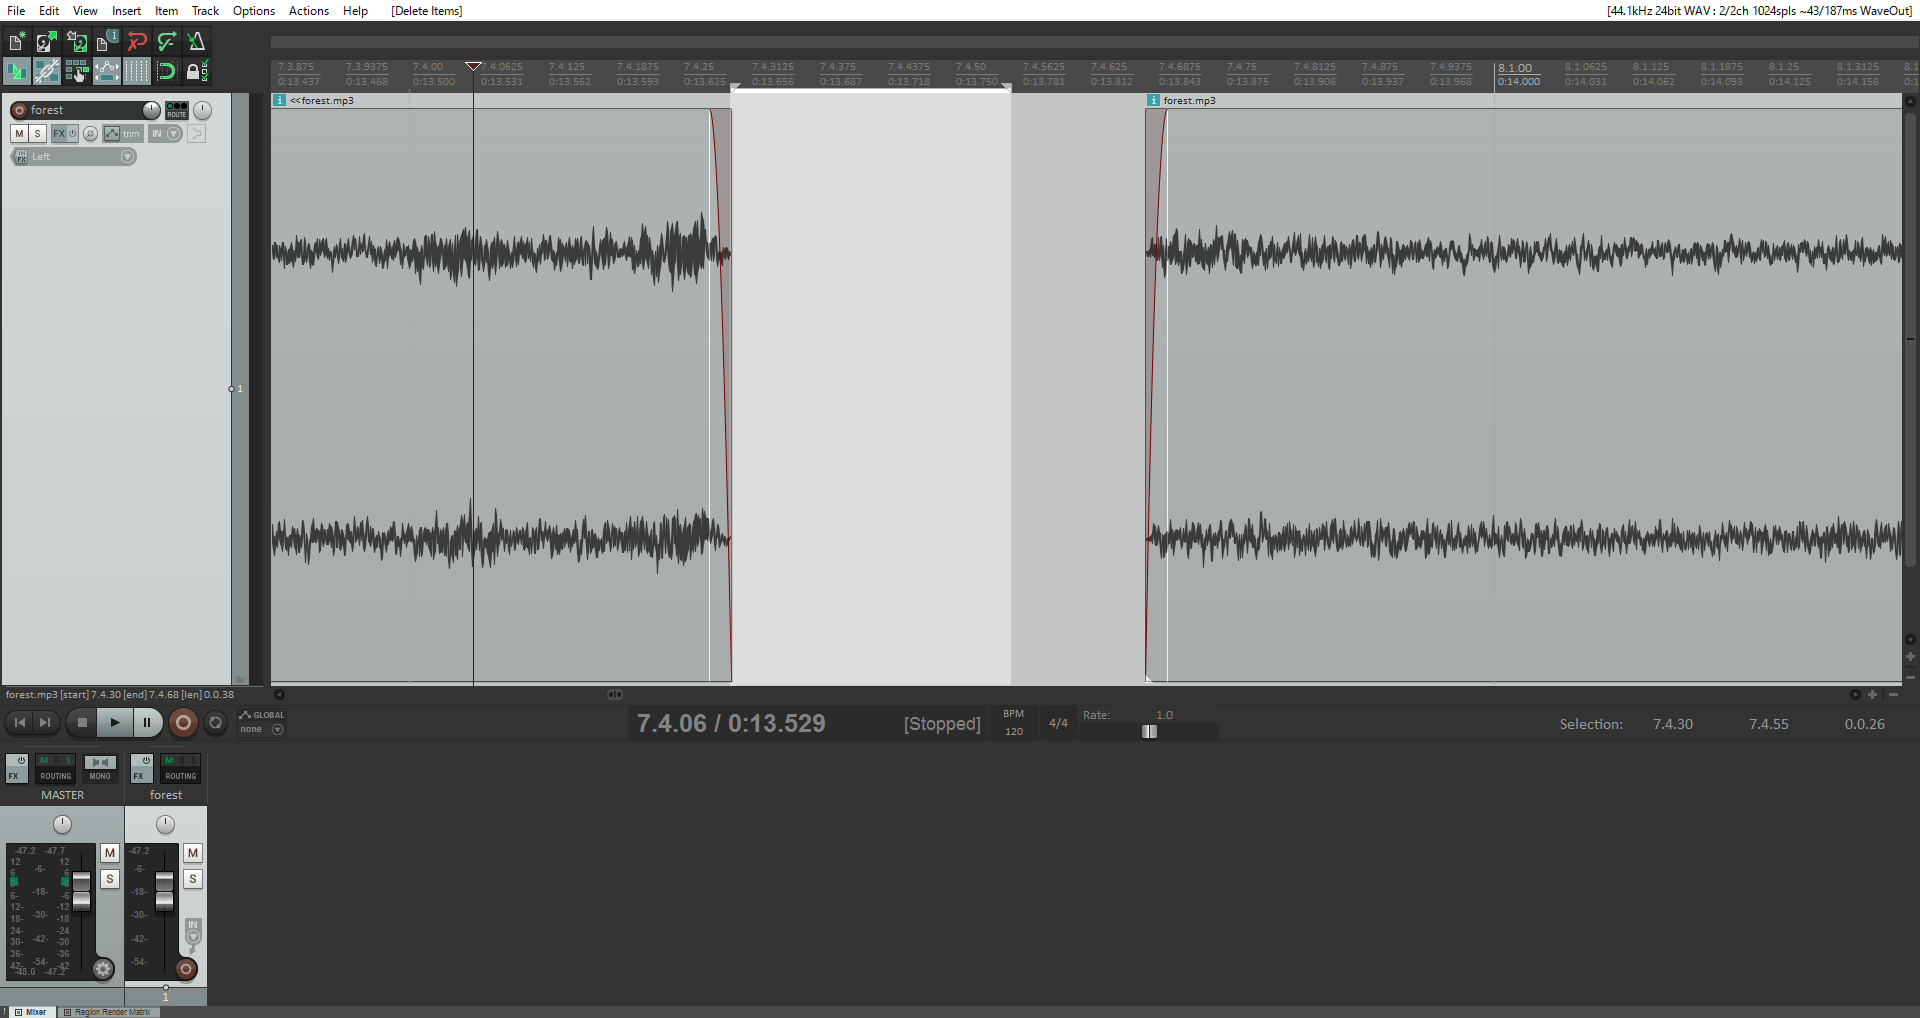 File Edit View Insert Item Track Options Actions Help [Delete Items] [44.1kHz 24bit WAV : 2/2ch 1024spls ~43/187ms WaveOut]
7.3.875 7.3.9375 7.4.00 7.4.0625 7.4.125 7.4.1875 7.4.25 7.4.3125 7.4.375 7.4.4375 7.4.50 7.4.5625 7.4.625 7.4.6875 7.4.75 7.4.8125 7.4.875 7.4.9375 8.1.00 8.1.0625 8.1.125 8.1.1875 8.1.25 8.1.3125 8.1
0:13.437 0:13.468 0:13.500 0:13.531 0:13.562 0:13.593 0:13.625 0:13.656 0:13.687 0:13.718 0:13.750 0:13.781 0:13.812 0:13.843 0:13.875 0:13.906 0:13.937 0:13.968 0:14.000 0:14.031 0:14.062 0:14.093 0:14.125 0:14.156 0:1
i <<forest.mp3 i forest.mp3
forest ROUTE
M S FX trim IN
IN FX Left
1
forest.mp3 [start] 7.4.30 [end] 7.4.68 [len] 0.0.38
GLOBAL
none
7.4.06 / 0:13.529 [Stopped] BPM 120 4/4 Rate: 1.0 Selection: 7.4.30 7.4.55 0.0.26
FX M R S ROUTING MONO FX M R S ROUTING
MASTER forest
-47.2 -47.7 M -47.2 M
12 12
6 -6- 6 -6-
S S
-18- -6 -18-
6- -12
12- -30- -18 -30-
18- -24 IN
24- -42- -30 -42-
30- -36
36- -54- -42 -54-
42- -48.0 -47.2
1
! Mixer Region Render Matrix